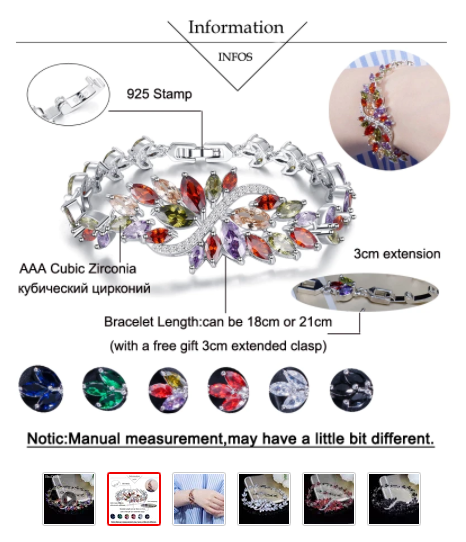 Information
INFOS
925 Stamp
3cm extension
AAA Cubic Zirconia
кубический цирконий
Bracelet Length:can be 18cm or 21cm
(with a free gift 3cm extended clasp)
Notic:Manual measurement,may have a little bit different.